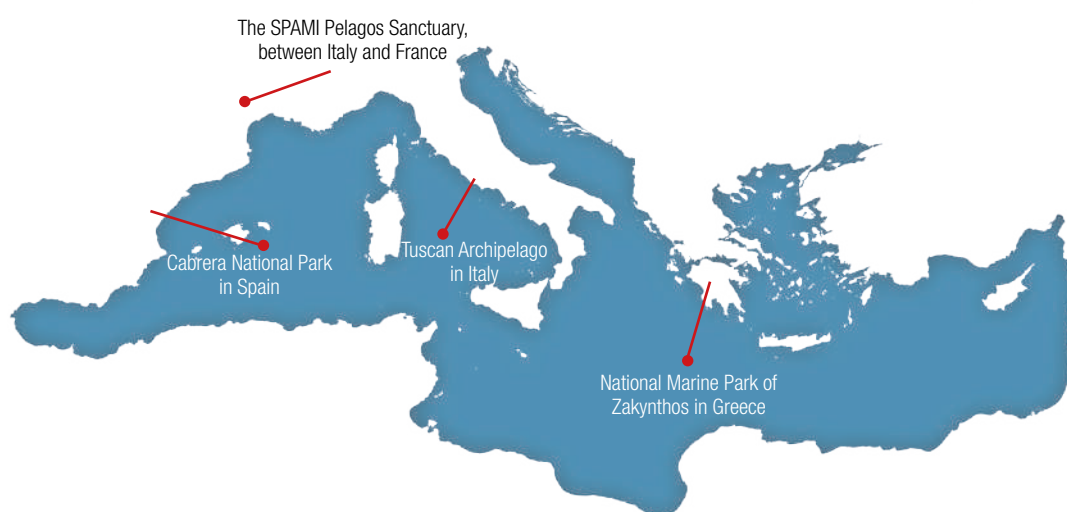 The SPAMI Pelagos Sanctuary,
between Italy and France
Cabrera National Park
in Spain
Tuscan Archipelago
in Italy
National Marine Park of
Zakynthos in Greece